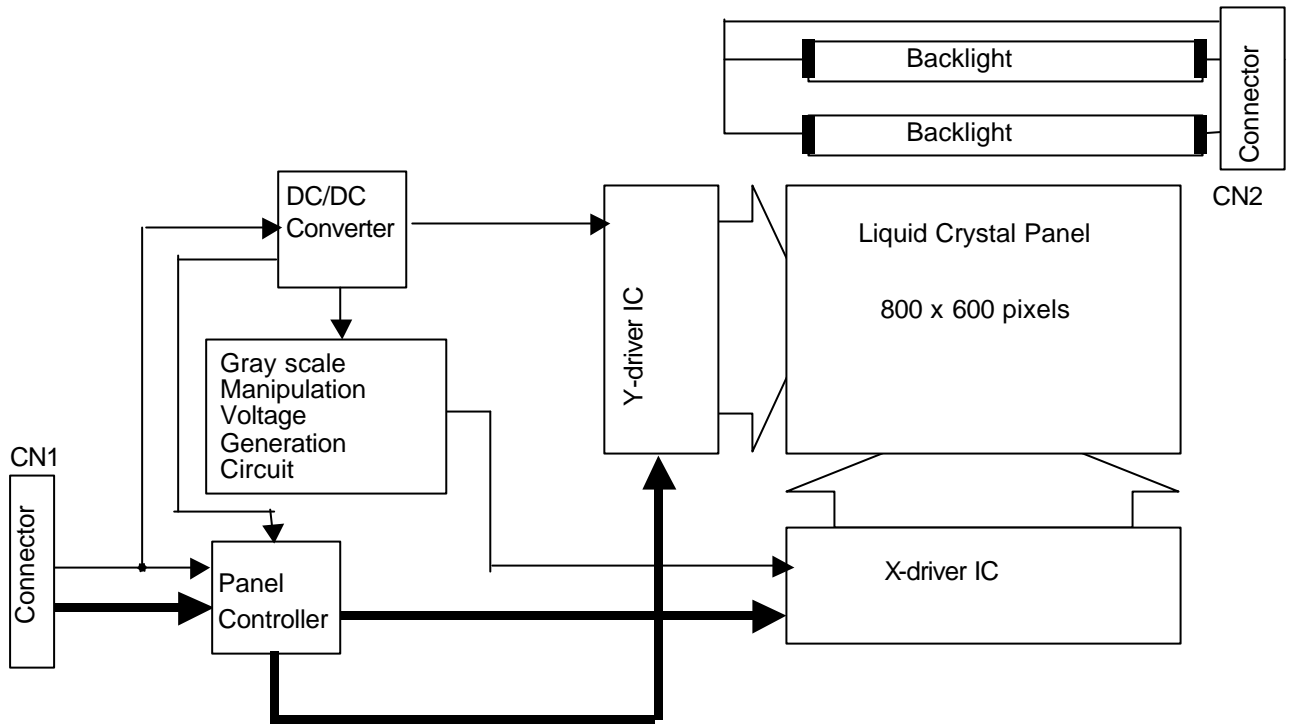 Backlight
Backlight
Connector
CN2
DC/DC
Converter
Y-driver IC
Liquid Crystal Panel
800 x 600 pixels
Gray scale
Manipulation
Voltage
Generation
Circuit
CN1
Connector
Panel
Controller
X-driver IC